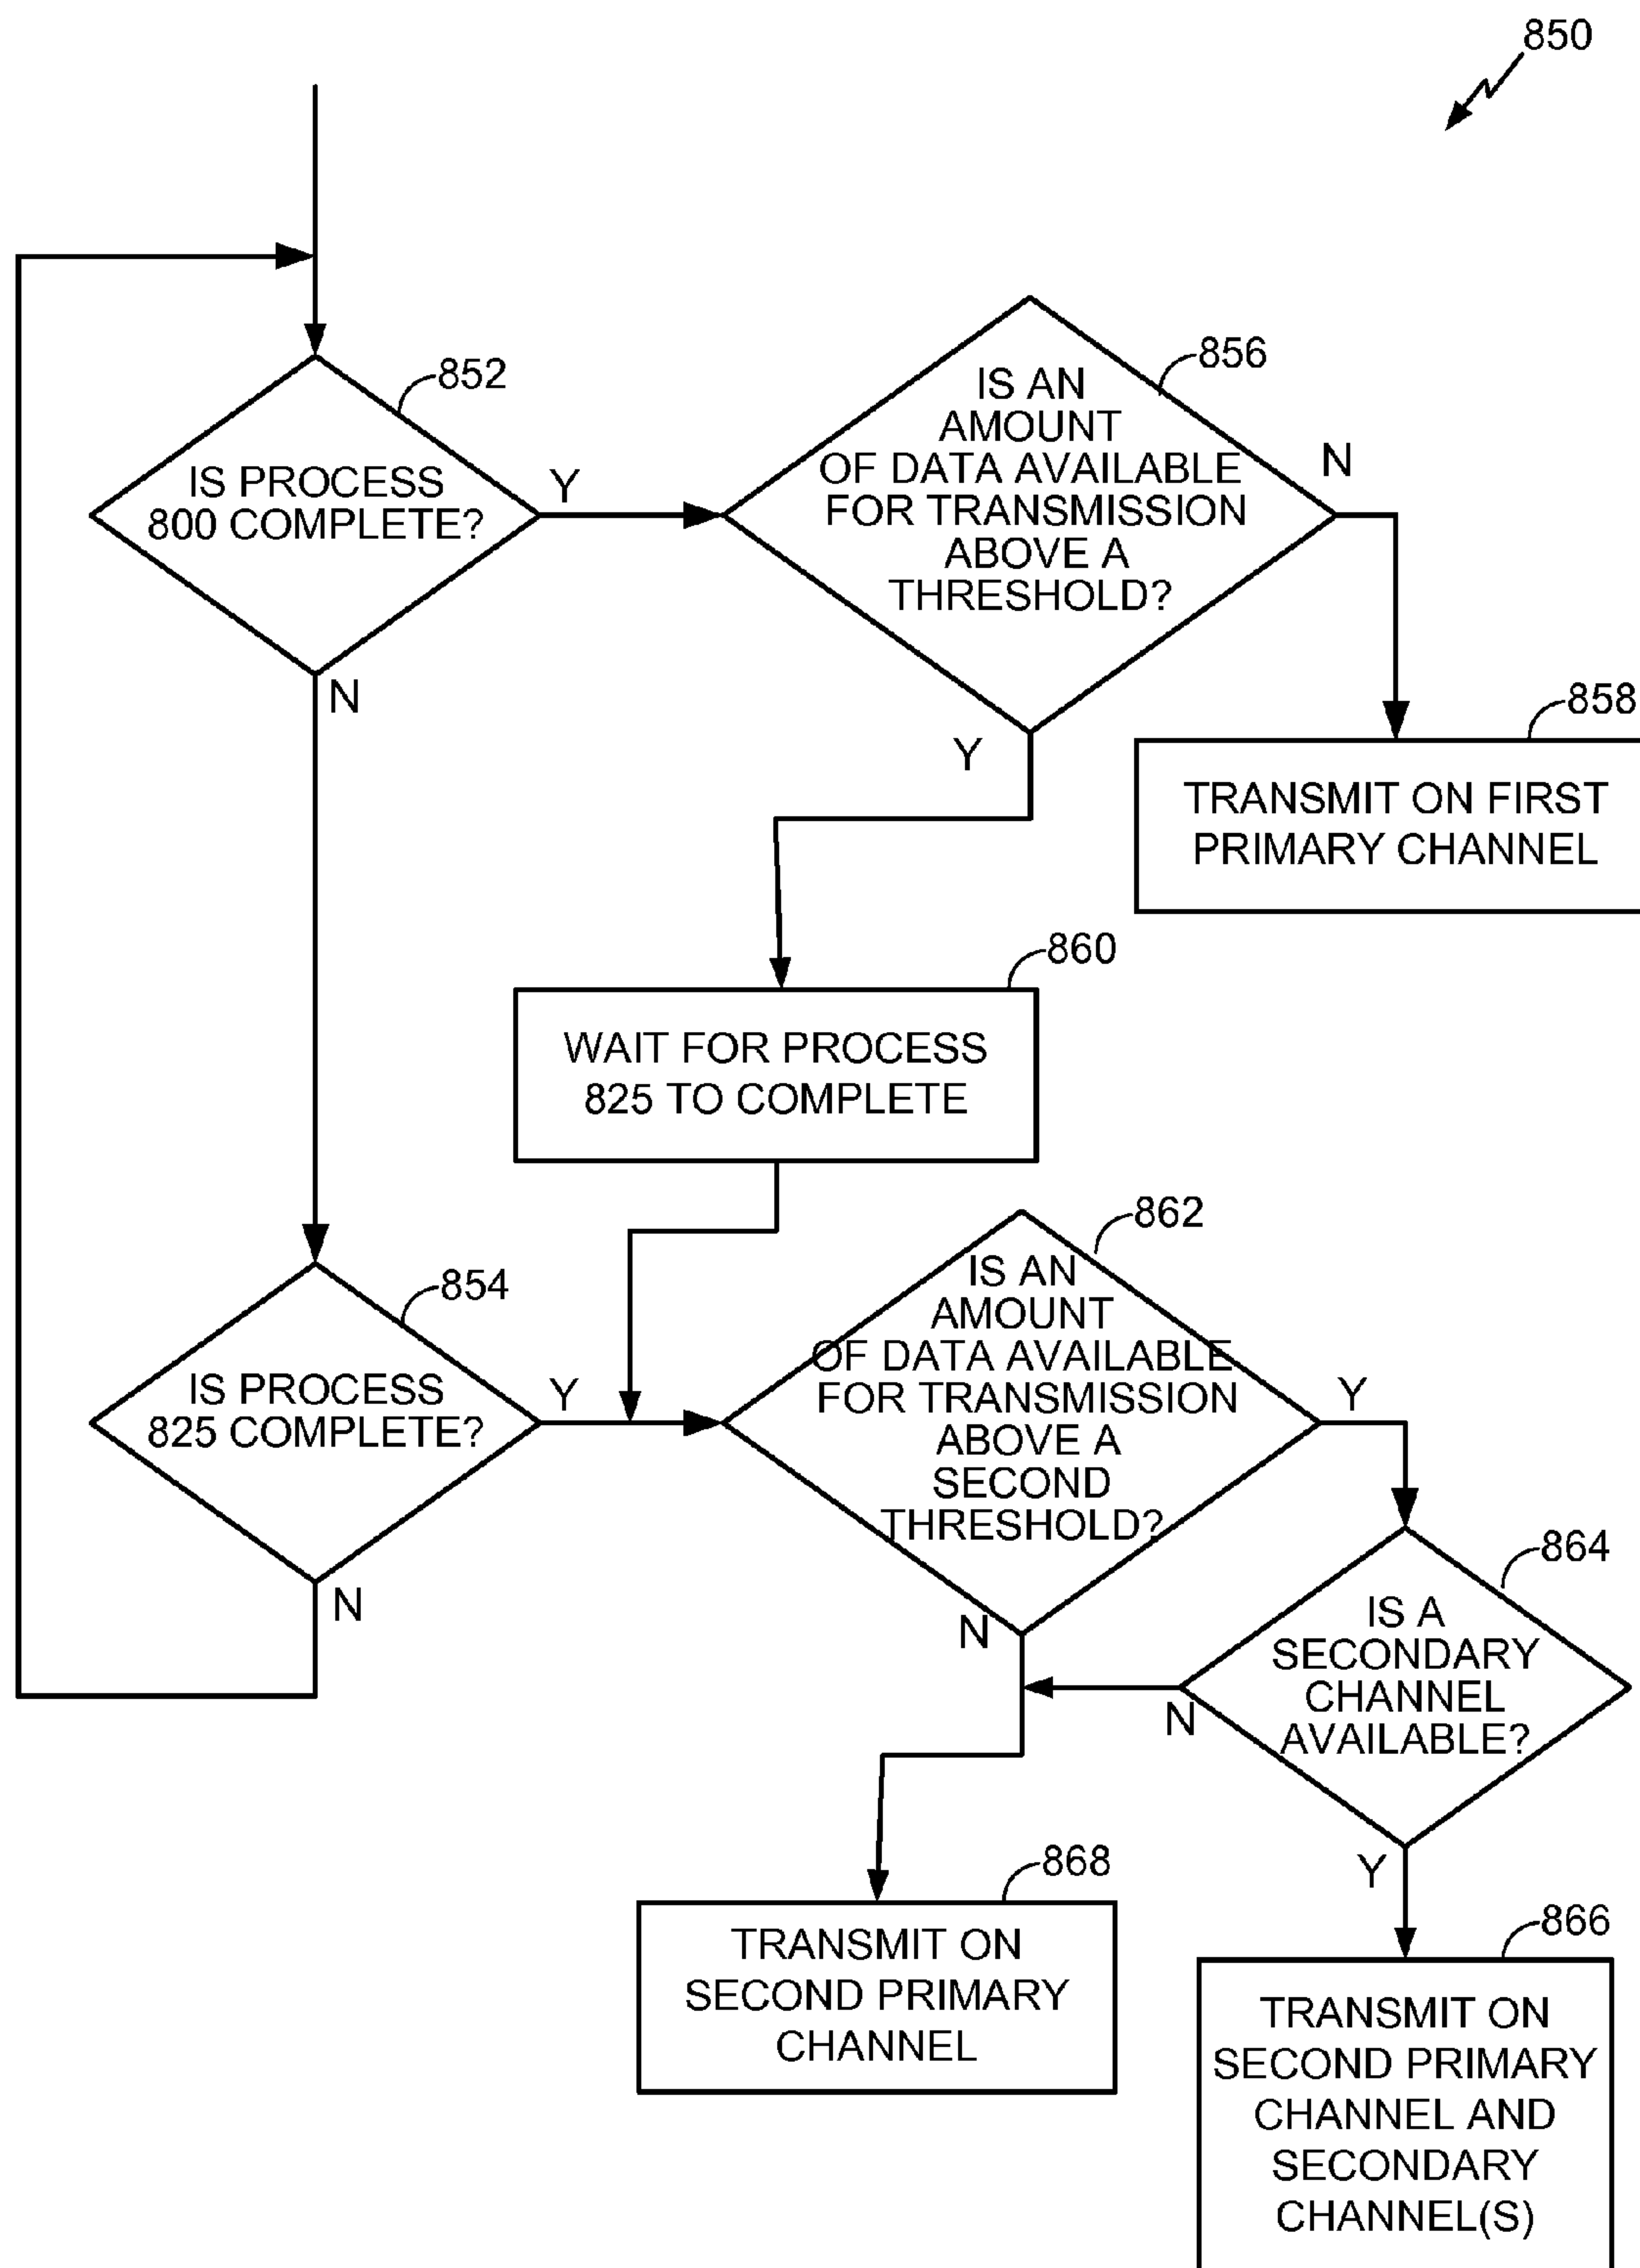 850
852
IS PROCESS
800 COMPLETE?
Y
N
856
IS AN
AMOUNT
OF DATA AVAILABLE
FOR TRANSMISSION
ABOVE A
THRESHOLD?
N
Y
858
TRANSMIT ON FIRST
PRIMARY CHANNEL
860
WAIT FOR PROCESS
825 TO COMPLETE
854
IS PROCESS
825 COMPLETE?
Y
N
862
IS AN
AMOUNT
OF DATA AVAILABLE
FOR TRANSMISSION
ABOVE A
SECOND
THRESHOLD?
Y
N
864
IS A
SECONDARY
CHANNEL
AVAILABLE?
N
Y
868
TRANSMIT ON
SECOND PRIMARY
CHANNEL
866
TRANSMIT ON
SECOND PRIMARY
CHANNEL AND
SECONDARY
CHANNEL(S)